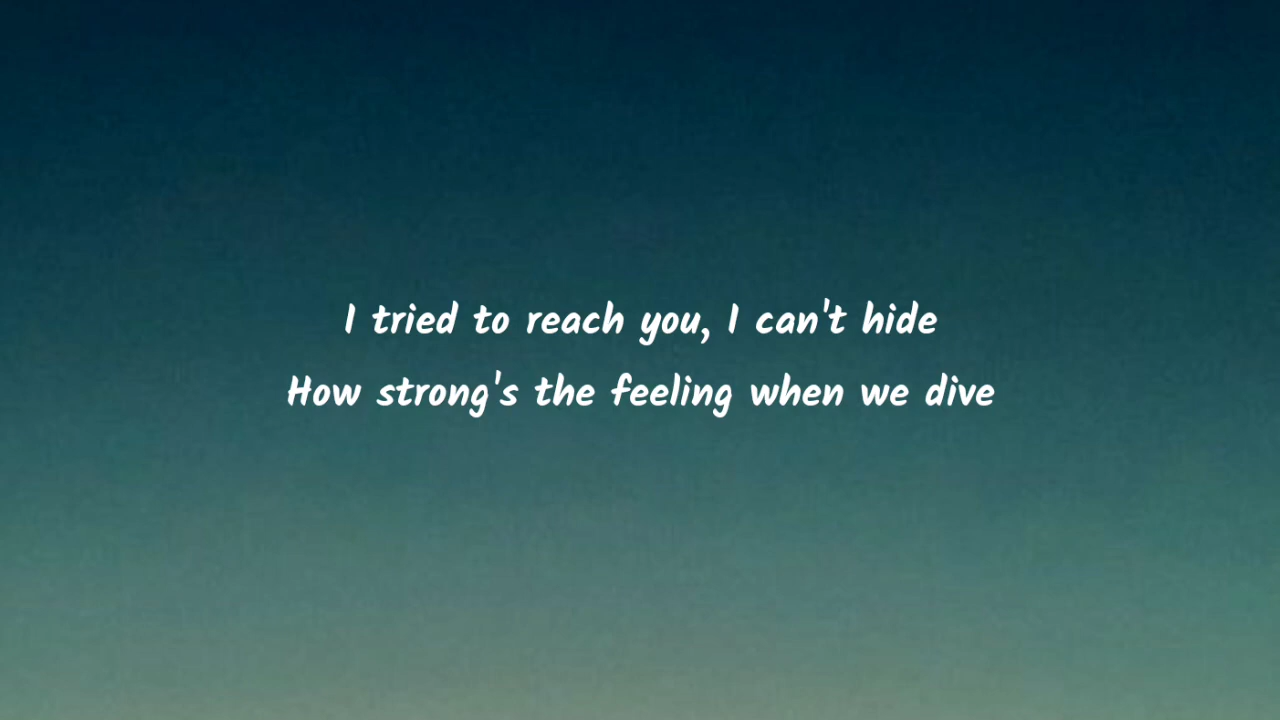 I tried to reach you, I can't hide
How strong's the feeling when we dive